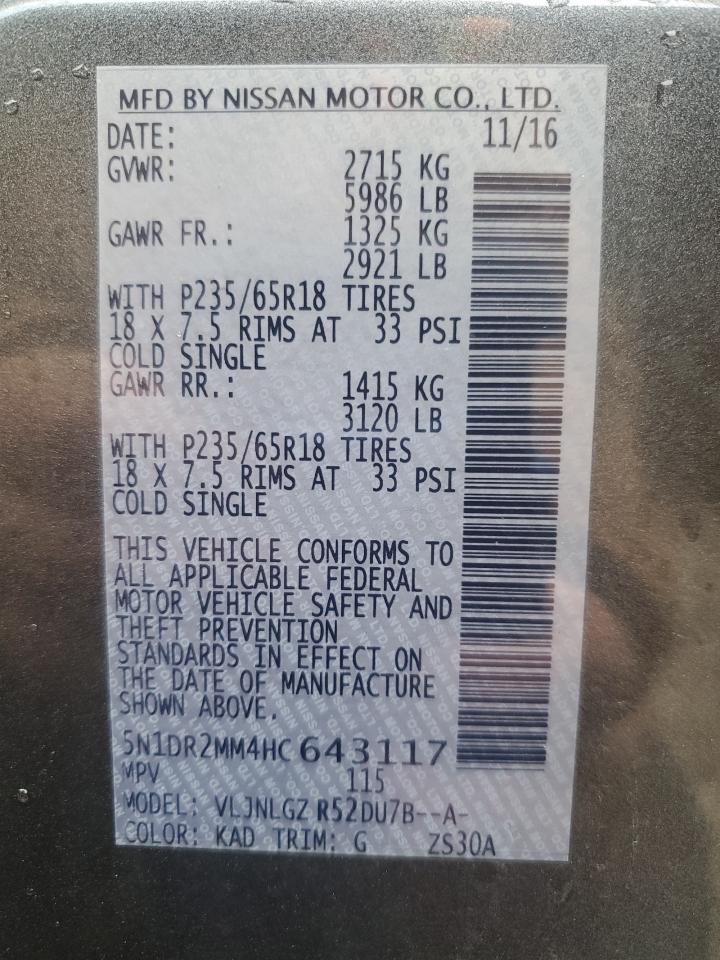 MFD BY NISSAN MOTOR CO., LTD.
DATE: 11/16
GVWR: 2715 KG
5986 LB
GAWR FR.: 1325 KG
2921 LB
WITH P235/65R18 TIRES
18 X 7.5 RIMS AT 33 PSI
COLD SINGLE
GAWR RR.: 1415 KG
3120 LB
WITH P235/65R18 TIRES
18 X 7.5 RIMS AT 33 PSI
COLD SINGLE
THIS VEHICLE CONFORMS TO
ALL APPLICABLE FEDERAL
MOTOR VEHICLE SAFETY AND
THEFT PREVENTION
STANDARDS IN EFFECT ON
THE DATE OF MANUFACTURE
SHOWN ABOVE.
5N1DR2MM4HC643117
MPV 115
MODEL: VLJNLGZ R52DU7B--A-
COLOR: KAD TRIM: G ZS30A